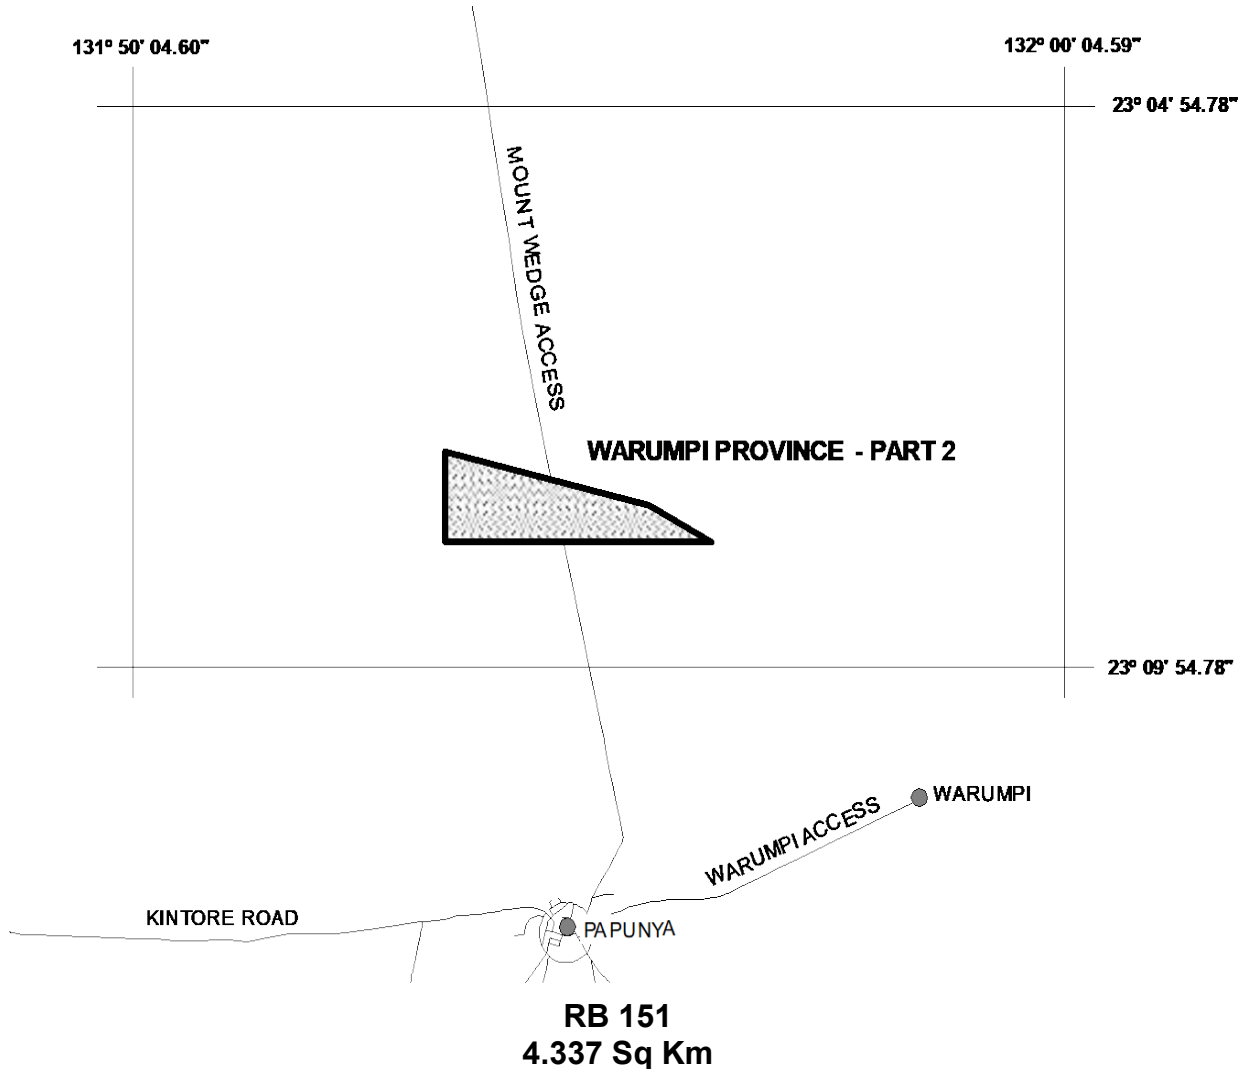 131° 50' 04.60"
132° 00' 04.59"
23° 04' 54.78"
MOUNT WEDGE ACCESS
WARUMPI PROVINCE - PART 2
23° 09' 54.78"
WARUMPI
WARUMPI ACCESS
KINTORE ROAD
PAPUNYA
RB 151
4.337 Sq Km